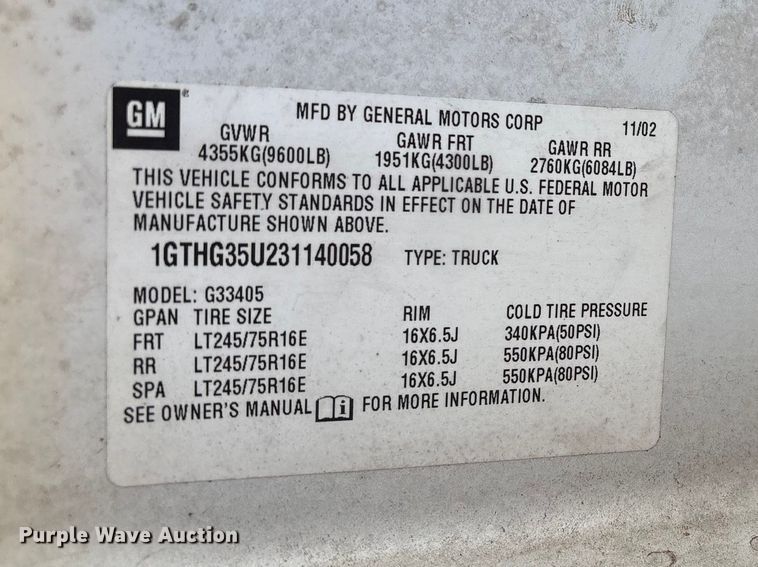 GM ®
MFD BY GENERAL MOTORS CORP 11/02
GVWR GAWR FRT GAWR RR
4355KG(9600LB) 1951KG(4300LB) 2760KG(6084LB)
THIS VEHICLE CONFORMS TO ALL APPLICABLE U.S. FEDERAL MOTOR
VEHICLE SAFETY STANDARDS IN EFFECT ON THE DATE OF
MANUFACTURE SHOWN ABOVE.
1GTHG35U231140058 TYPE: TRUCK
MODEL: G33405
GPAN TIRE SIZE RIM COLD TIRE PRESSURE
FRT LT245/75R16E 16X6.5J 340KPA(50PSI)
RR LT245/75R16E 16X6.5J 550KPA(80PSI)
SPA LT245/75R16E 16X6.5J 550KPA(80PSI)
SEE OWNER'S MANUAL i FOR MORE INFORMATION.
Purple Wave Auction